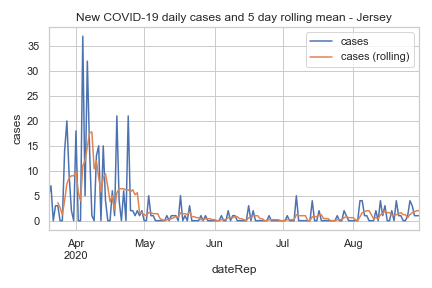 New COVID-19 daily cases and 5 day rolling mean - Jersey
cases
cases (rolling)
35
30
25
20
15
10
5
0
cases
Apr
2020
May
Jun
Jul
Aug
dateRep